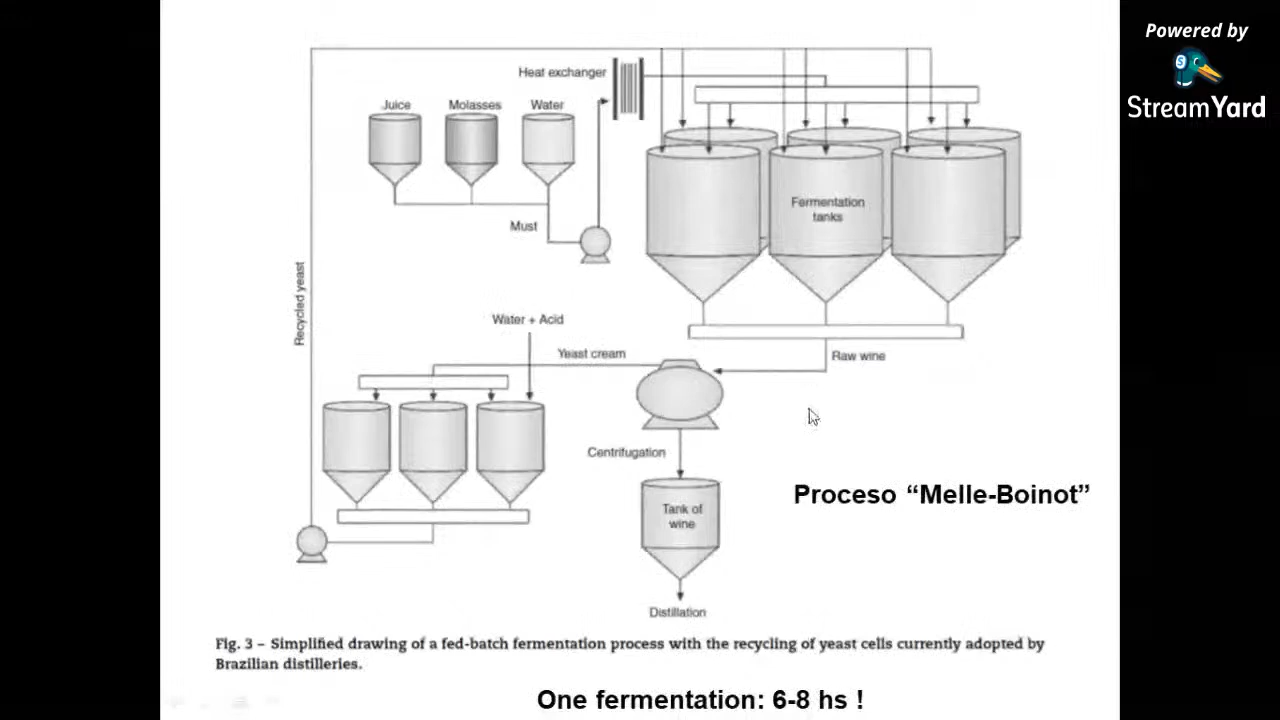 Powered by
StreamYard
Heat exchanger
Juice
Molasses
Water
Must
Fermentation
tanks
Recycled yeast
Water + Acid
Yeast cream
Raw wine
Centrifugation
Tank of
wine
Distillation
Proceso “Melle-Boinot”
Fig. 3 – Simplified drawing of a fed-batch fermentation process with the recycling of yeast cells currently adopted by
Brazilian distilleries.
One fermentation: 6-8 hs !